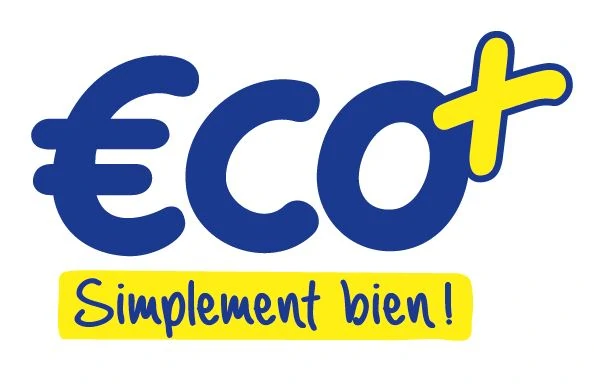 €co+
Simplement bien !